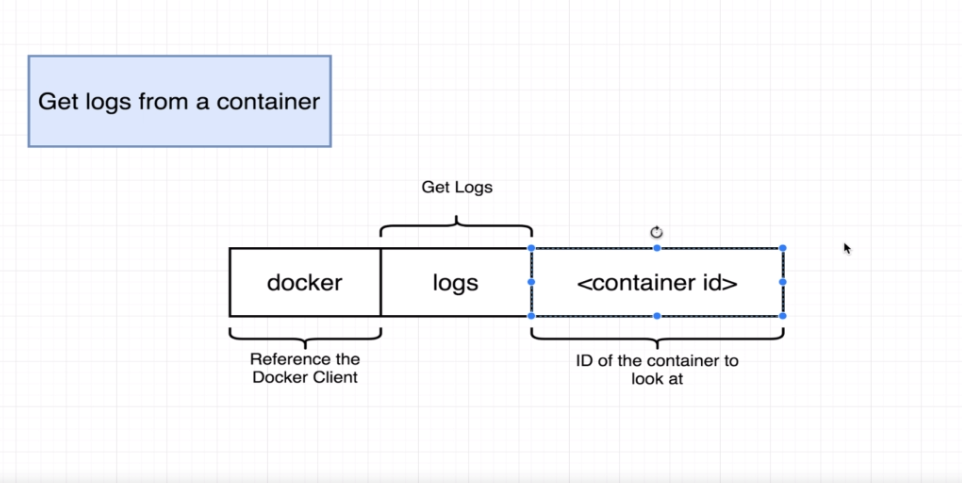 Get logs from a container
Get Logs
docker logs <container id>
Reference the
Docker Client
ID of the container to
look at